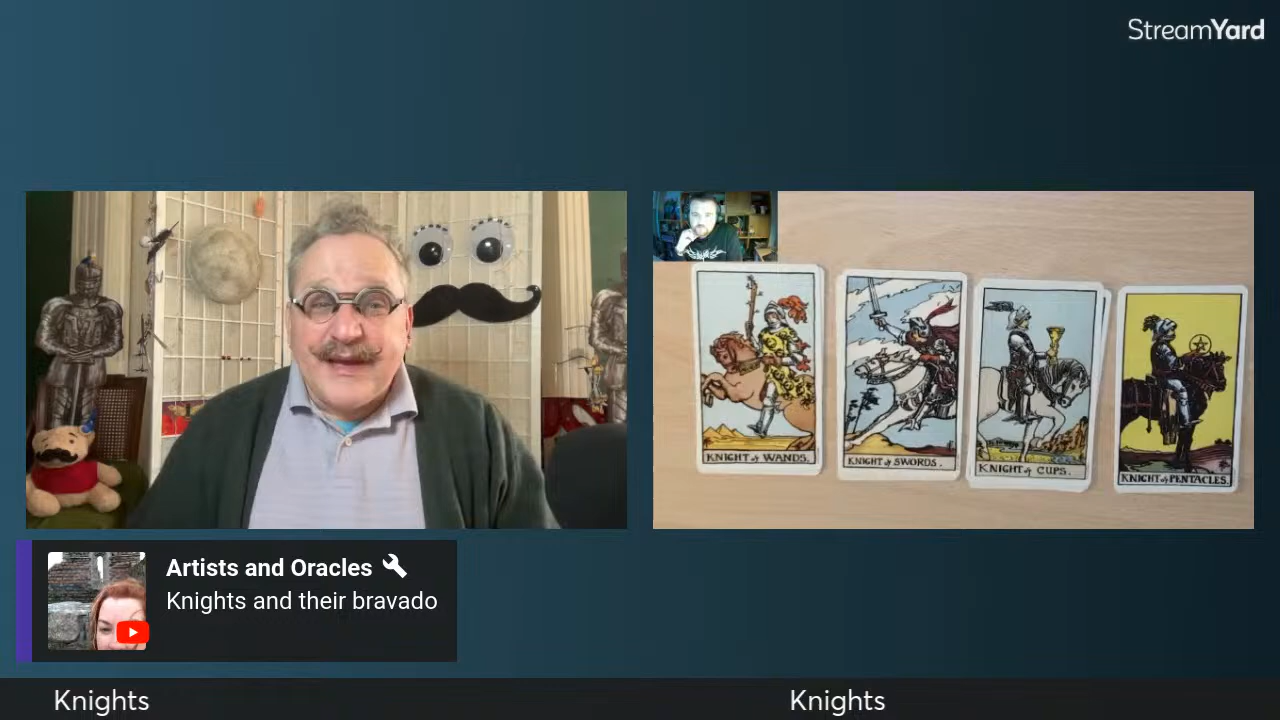 StreamYard
KNIGHT of WANDS.
KNIGHT of SWORDS.
KNIGHT of CUPS.
KNIGHT of PENTACLES.
Artists and Oracles
Knights and their bravado
Knights
Knights